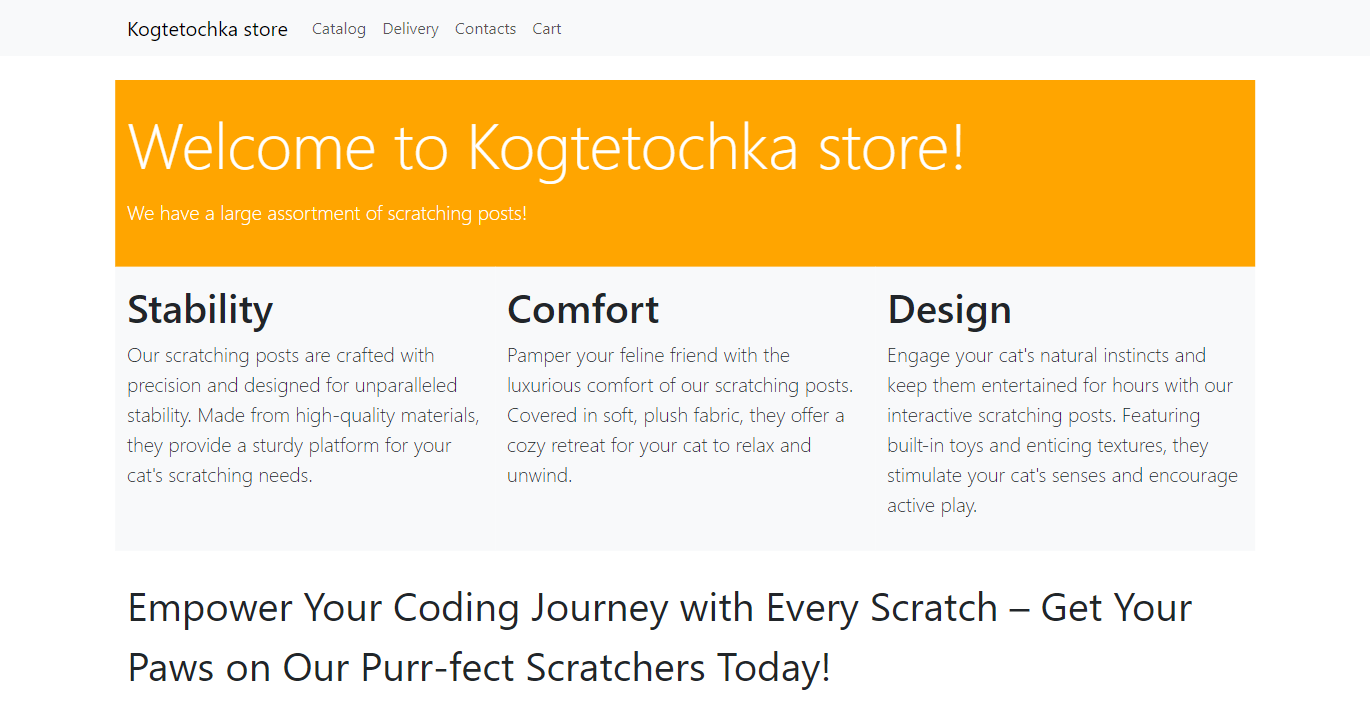 Kogtetochka store Catalog Delivery Contacts Cart
Welcome to Kogtetochka store!
We have a large assortment of scratching posts!
Stability
Our scratching posts are crafted with
precision and designed for unparalleled
stability. Made from high-quality materials,
they provide a sturdy platform for your
cat's scratching needs.
Comfort
Pamper your feline friend with the
luxurious comfort of our scratching posts.
Covered in soft, plush fabric, they offer a
cozy retreat for your cat to relax and
unwind.
Design
Engage your cat's natural instincts and
keep them entertained for hours with our
interactive scratching posts. Featuring
built-in toys and enticing textures, they
stimulate your cat's senses and encourage
active play.
Empower Your Coding Journey with Every Scratch – Get Your
Paws on Our Purr-fect Scratchers Today!